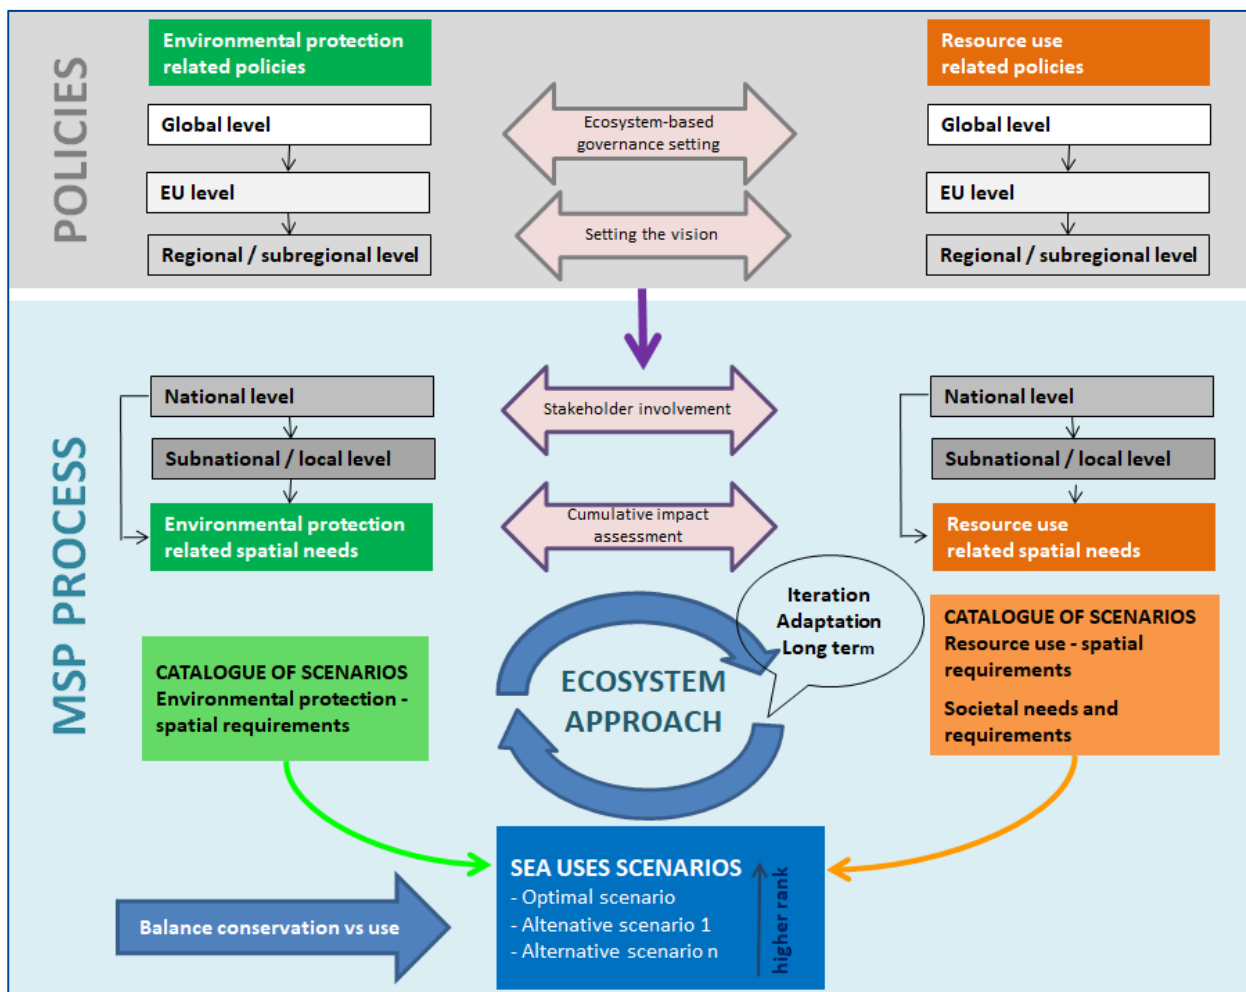 POLICIES
Environmental protection
related policies
Global level
EU level
Regional / subregional level
Ecosystem-based
governance setting
Setting the vision
Resource use
related policies
Global level
EU level
Regional / subregional level
MSP PROCESS
National level
Subnational / local level
Environmental protection
related spatial needs
Stakeholder involvement
Cumulative impact
assessment
National level
Subnational / local level
Resource use
related spatial needs
CATALOGUE OF SCENARIOS
Environmental protection -
spatial requirements
ECOSYSTEM
APPROACH
Iteration
Adaptation
Long term
CATALOGUE OF SCENARIOS
Resource use - spatial
requirements
Societal needs and
requirements
Balance conservation vs use
SEA USES SCENARIOS
- Optimal scenario
- Altenative scenario 1
- Alternative scenario n
higher rank